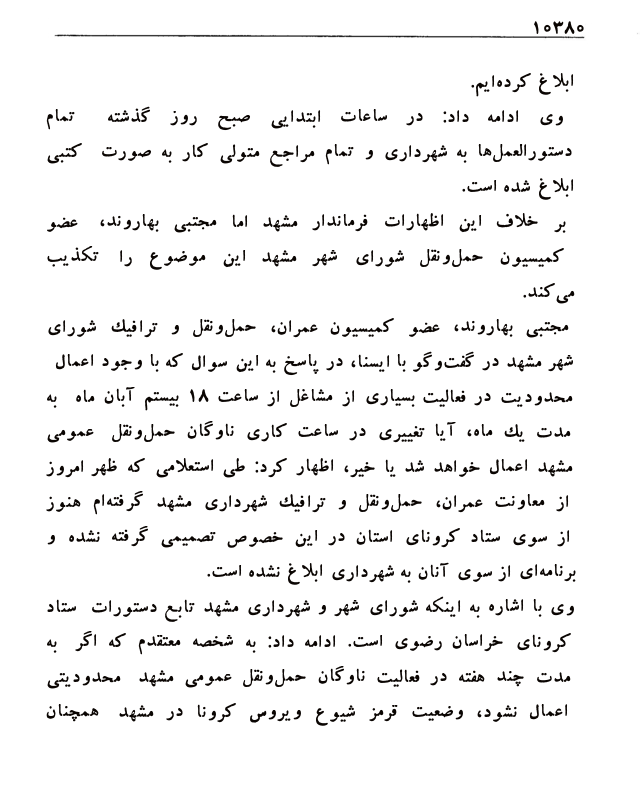 ۱۰۳۸۰
ابلاغ کرده‌ایم.
وی ادامه داد: در ساعات ابتدایی صبح روز گذشته تمام
دستورالعمل‌ها به شهرداری و تمام مراجع متولی کار به صورت کتبی
ابلاغ شده است.
بر خلاف این اظهارات فرماندار مشهد اما مجتبی بهاروند، عضو
کمیسیون حمل‌ونقل شورای شهر مشهد این موضوع را تکذیب
می‌کند.
مجتبی بهاروند، عضو کمیسیون عمران، حمل‌ونقل و ترافیك شورای
شهر مشهد در گفت‌وگو با ایسنا، در پاسخ به این سوال که با وجود اعمال
محدودیت در فعالیت بسیاری از مشاغل از ساعت ۱۸ بیستم آبان ماه به
مدت یك ماه، آیا تغییری در ساعت کاری ناوگان حمل‌ونقل عمومی
مشهد اعمال خواهد شد یا خیر، اظهار کرد: طی استعلامی که ظهر امروز
از معاونت عمران، حمل‌ونقل و ترافیك شهرداری مشهد گرفته‌ام هنوز
از سوی ستاد کرونای استان در این خصوص تصمیمی گرفته نشده و
برنامه‌ای از سوی آنان به شهرداری ابلاغ نشده است.
وی با اشاره به اینکه شورای شهر و شهرداری مشهد تابع دستورات ستاد
کرونای خراسان رضوی است. ادامه داد: به شخصه معتقدم که اگر به
مدت چند هفته در فعالیت ناوگان حمل‌ونقل عمومی مشهد محدودیتی
اعمال نشود، وضعیت قرمز شیوع ویروس کرونا در مشهد همچنان